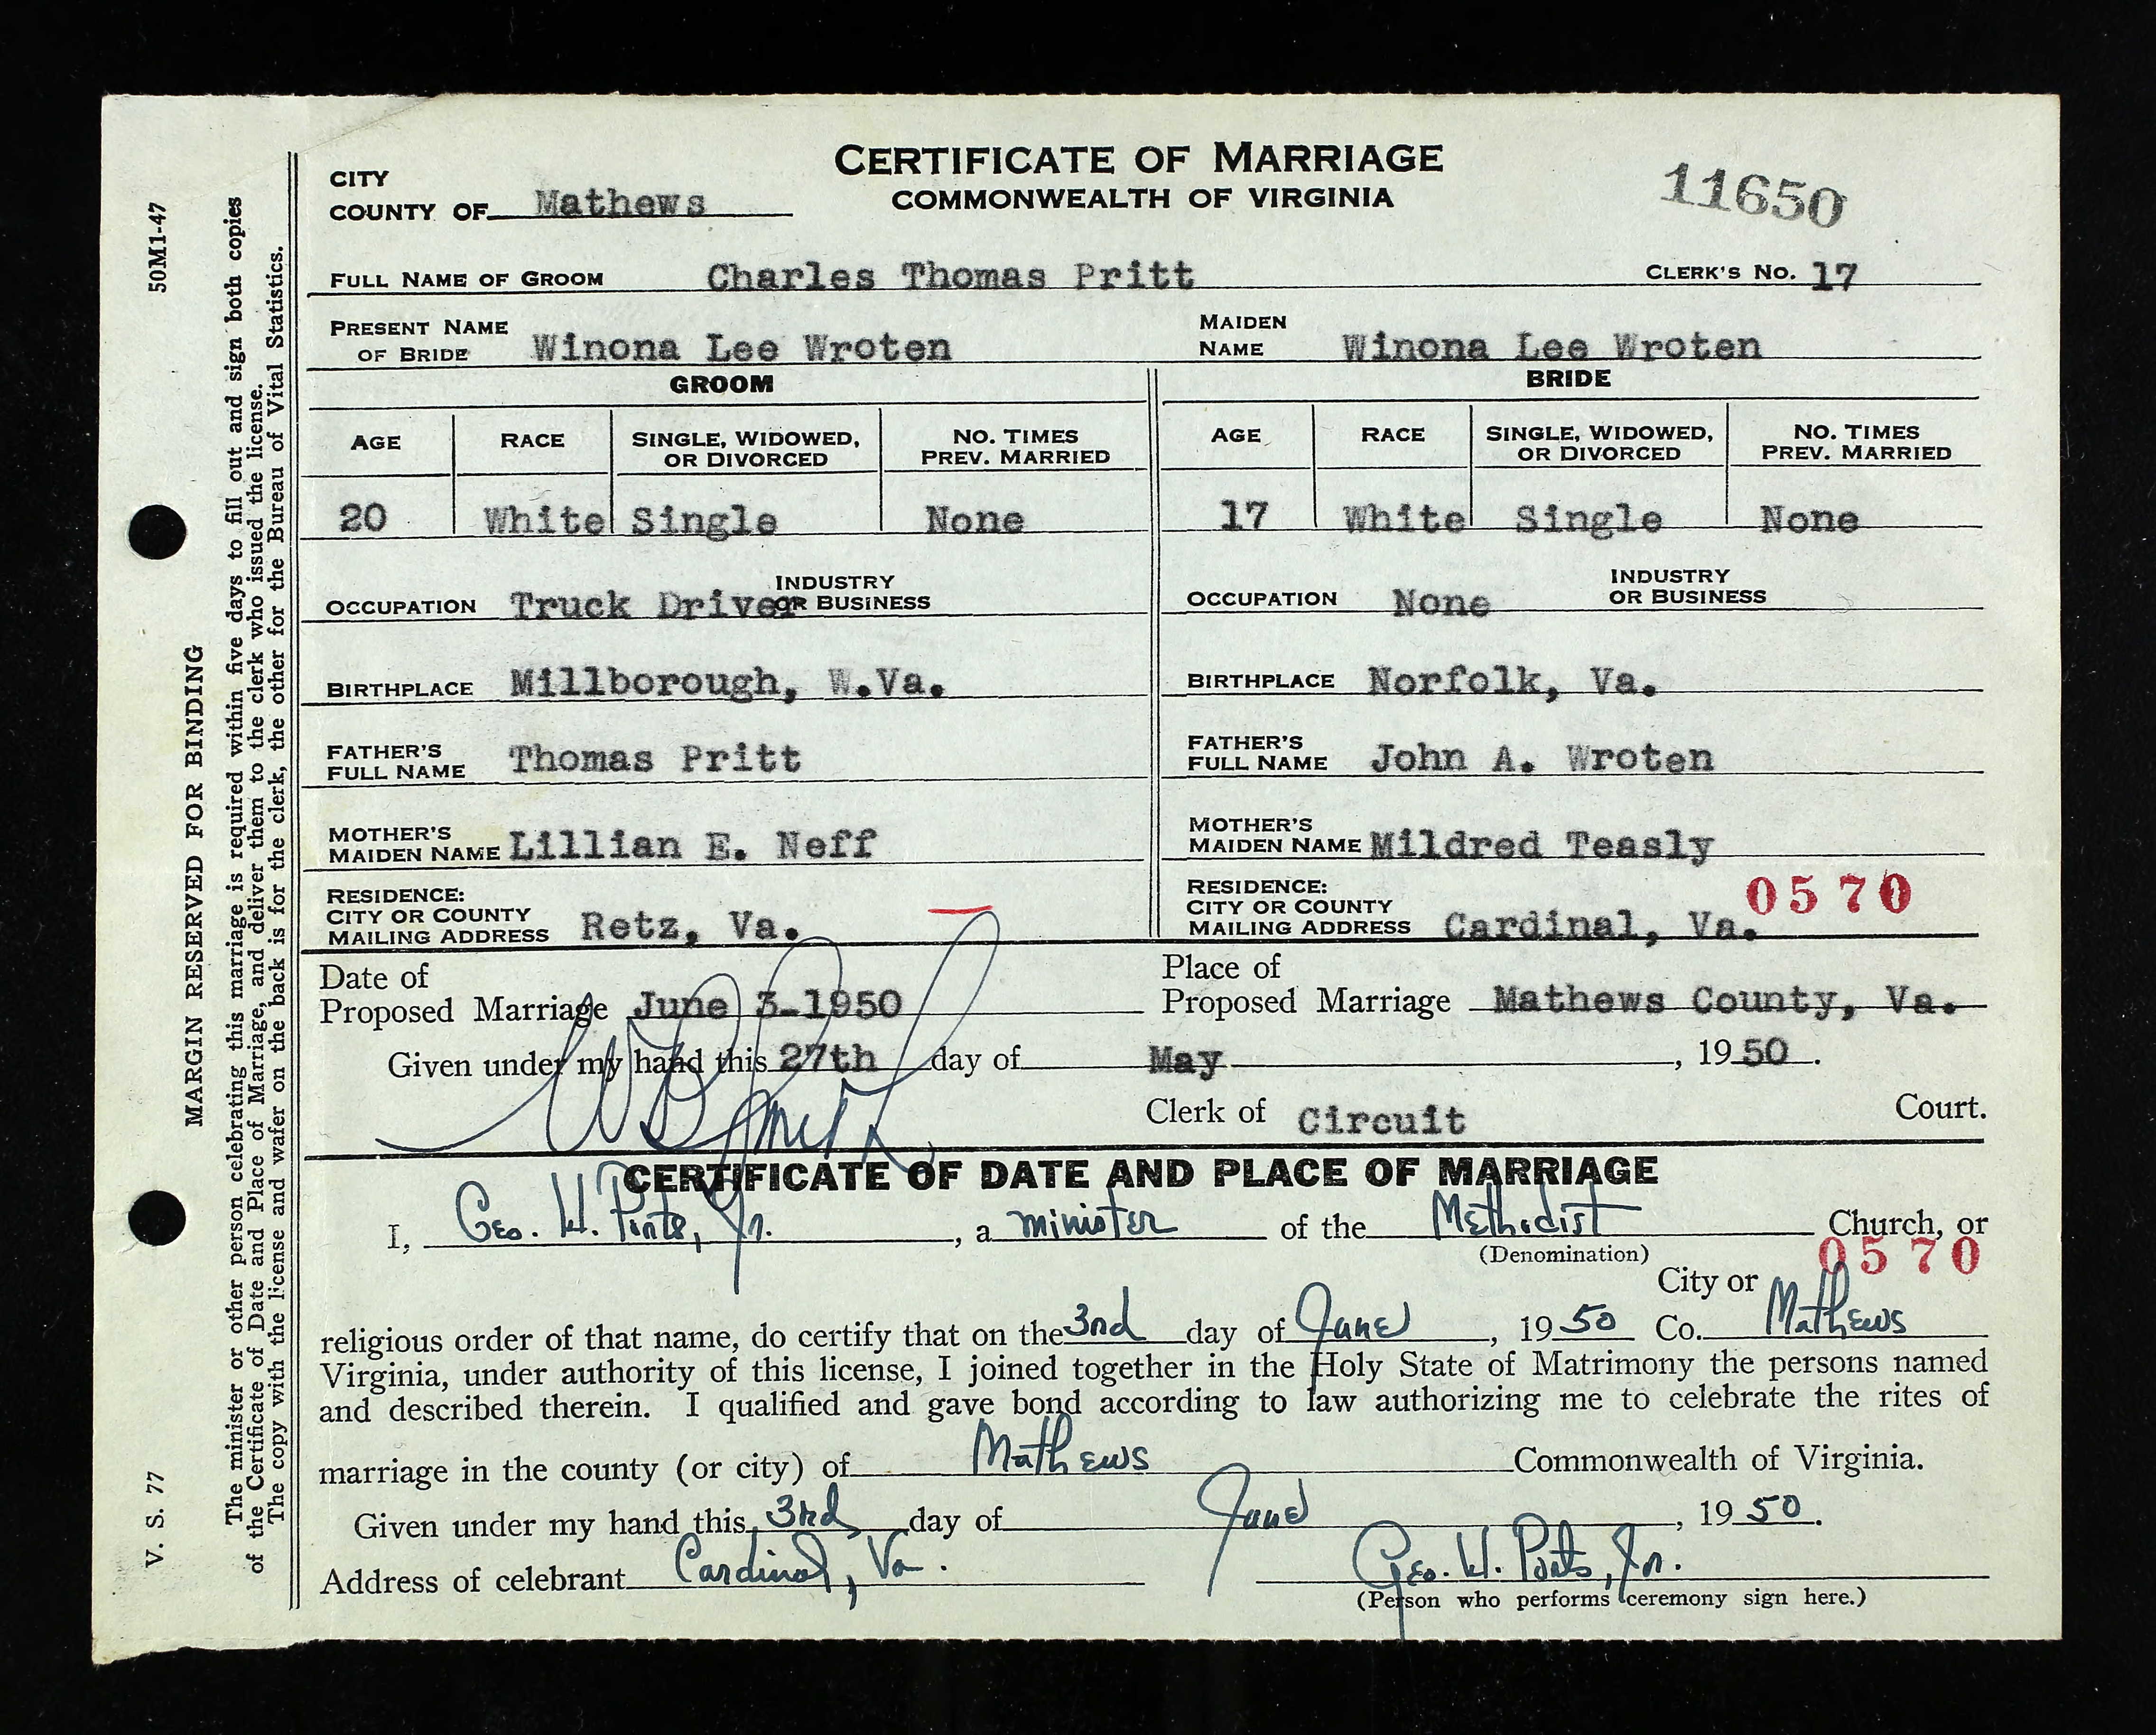 CERTIFICATE OF MARRIAGE
COMMONWEALTH OF VIRGINIA
11650
CITY
COUNTY OF Mathews
FULL NAME OF GROOM Charles Thomas Pritt CLERK'S No. 17
PRESENT NAME OF BRIDE Winona Lee Wroten MAIDEN NAME Winona Lee Wroten
GROOM BRIDE
AGE RACE SINGLE, WIDOWED, OR DIVORCED NO. TIMES PREV. MARRIED AGE RACE SINGLE, WIDOWED, OR DIVORCED NO. TIMES PREV. MARRIED
20 White Single None 17 White Single None
OCCUPATION Truck Driver INDUSTRY OR BUSINESS OCCUPATION None INDUSTRY OR BUSINESS
BIRTHPLACE Millborough, W.Va. BIRTHPLACE Norfolk, Va.
FATHER'S FULL NAME Thomas Pritt FATHER'S FULL NAME John A. Wroten
MOTHER'S MAIDEN NAME Lillian E. Neff MOTHER'S MAIDEN NAME Mildred Teasly
RESIDENCE: CITY OR COUNTY MAILING ADDRESS Retz, Va. RESIDENCE: CITY OR COUNTY MAILING ADDRESS Cardinal, Va. 0570
Date of Proposed Marriage June 3-1950 Place of Proposed Marriage Mathews County, Va.
Given under my hand this 27th day of May, 1950.
Clerk of Circuit Court.
CERTIFICATE OF DATE AND PLACE OF MARRIAGE
I, Geo. W. Ports, Jr., a minister of the Methodist Church, or
(Denomination)
0570
City or
religious order of that name, do certify that on the 3rd day of June, 1950 Co. Mathews
Virginia, under authority of this license, I joined together in the Holy State of Matrimony the persons named
and described therein. I qualified and gave bond according to law authorizing me to celebrate the rites of
marriage in the county (or city) of Mathews Commonwealth of Virginia.
Given under my hand this 3rd day of June, 1950.
Address of celebrant Cardinal, Va. Geo. W. Ports, Jr.
(Person who performs ceremony sign here.)
50M1-47
MARGIN RESERVED FOR BINDING
V. S. 77
The minister or other person celebrating this marriage is required within five days to fill out and sign both copies
of the Certificate of Date and Place of Marriage, and deliver them to the clerk who issued the license.
The copy with the license and wafer on the back is for the clerk, the other for the Bureau of Vital Statistics.